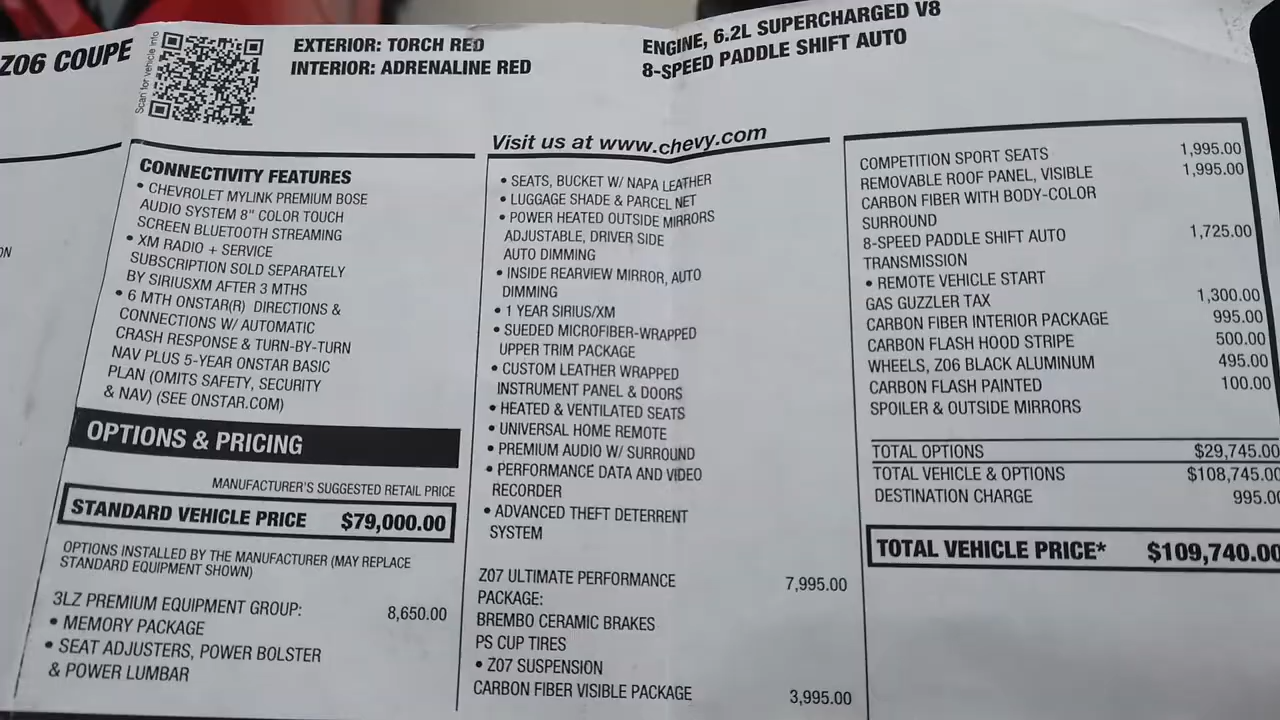 Z06 COUPE
Scan for vehicle info
EXTERIOR: TORCH RED
INTERIOR: ADRENALINE RED
ENGINE, 6.2L SUPERCHARGED V8
8-SPEED PADDLE SHIFT AUTO
ON
CONNECTIVITY FEATURES
• CHEVROLET MYLINK PREMIUM BOSE
AUDIO SYSTEM 8" COLOR TOUCH
SCREEN BLUETOOTH STREAMING
• XM RADIO + SERVICE
SUBSCRIPTION SOLD SEPARATELY
BY SIRIUSXM AFTER 3 MTHS
• 6 MTH ONSTAR(R) DIRECTIONS &
CONNECTIONS W/ AUTOMATIC
CRASH RESPONSE & TURN-BY-TURN
NAV PLUS 5-YEAR ONSTAR BASIC
PLAN (OMITS SAFETY, SECURITY
& NAV) (SEE ONSTAR.COM)
OPTIONS & PRICING
MANUFACTURER'S SUGGESTED RETAIL PRICE
STANDARD VEHICLE PRICE $79,000.00
OPTIONS INSTALLED BY THE MANUFACTURER (MAY REPLACE
STANDARD EQUIPMENT SHOWN)
3LZ PREMIUM EQUIPMENT GROUP: 8,650.00
• MEMORY PACKAGE
• SEAT ADJUSTERS, POWER BOLSTER
& POWER LUMBAR
Visit us at www.chevy.com
• SEATS, BUCKET W/ NAPA LEATHER
• LUGGAGE SHADE & PARCEL NET
• POWER HEATED OUTSIDE MIRRORS
ADJUSTABLE, DRIVER SIDE
AUTO DIMMING
• INSIDE REARVIEW MIRROR, AUTO
DIMMING
• 1 YEAR SIRIUS/XM
• SUEDED MICROFIBER-WRAPPED
UPPER TRIM PACKAGE
• CUSTOM LEATHER WRAPPED
INSTRUMENT PANEL & DOORS
• HEATED & VENTILATED SEATS
• UNIVERSAL HOME REMOTE
• PREMIUM AUDIO W/ SURROUND
• PERFORMANCE DATA AND VIDEO
RECORDER
• ADVANCED THEFT DETERRENT
SYSTEM
Z07 ULTIMATE PERFORMANCE 7,995.00
PACKAGE:
BREMBO CERAMIC BRAKES
PS CUP TIRES
• Z07 SUSPENSION
CARBON FIBER VISIBLE PACKAGE 3,995.00
COMPETITION SPORT SEATS 1,995.00
REMOVABLE ROOF PANEL, VISIBLE 1,995.00
CARBON FIBER WITH BODY-COLOR
SURROUND
8-SPEED PADDLE SHIFT AUTO 1,725.00
TRANSMISSION
• REMOTE VEHICLE START
GAS GUZZLER TAX 1,300.00
CARBON FIBER INTERIOR PACKAGE 995.00
CARBON FLASH HOOD STRIPE 500.00
WHEELS, Z06 BLACK ALUMINUM 495.00
CARBON FLASH PAINTED 100.00
SPOILER & OUTSIDE MIRRORS
TOTAL OPTIONS $29,745.00
TOTAL VEHICLE & OPTIONS $108,745.00
DESTINATION CHARGE 995.00
TOTAL VEHICLE PRICE* $109,740.00